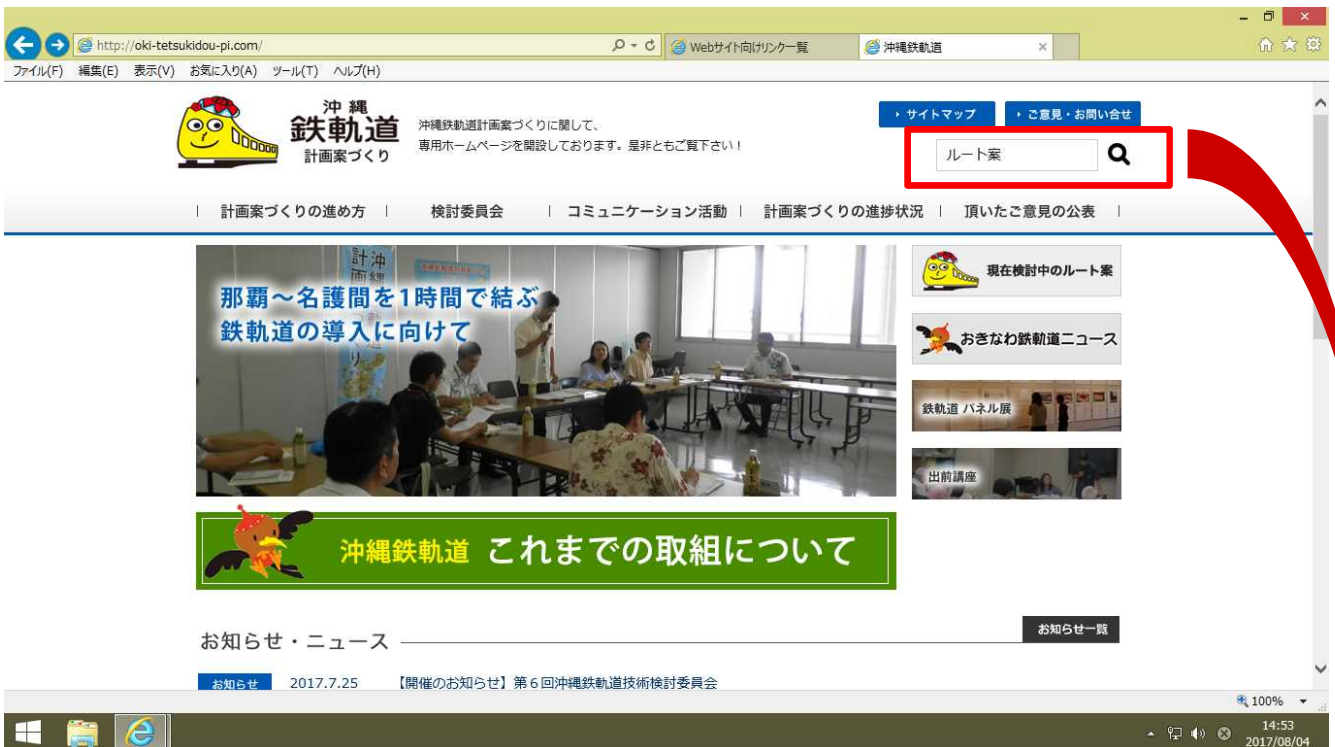 http://oki-tetsukidou-pi.com/
Webサイト向けリンカー覧
沖縄鉄軌道
ファイル(F) 編集(E) 表示(V) お気に入り(A) ツール(T) ヘルプ(H)
沖縄
鉄軌道
計画案づくり
沖縄鉄軌道計画案づくりに関して、
専用ホームページを開設しております。是非ともご覧下さい!
サイトマップ
ご意見・お問い合せ
ルート案
計画案づくりの進め方
検討委員会
コミュニケーション活動
計画案づくりの進捗状況
頂いたご意見の公表
那覇~名護間を1時間で結ぶ
鉄軌道の導入に向けて
現在検討中のルート案
おきなわ鉄軌道ニュース
鉄軌道 パネル展
出前講座
沖縄鉄軌道 これまでの取組について
お知らせ・ニュース
お知らせ一覧
お知らせ 2017.7.25 【開催のお知らせ】第6回沖縄鉄軌道技術検討委員会
100%
14:53
2017/08/04